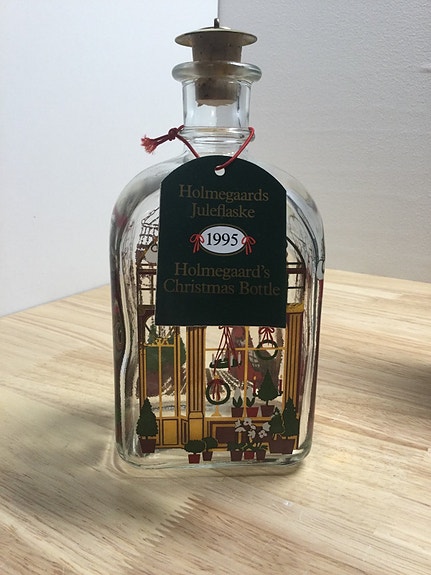 Holmegaards
Juleflaske
1995
Holmegaard's
Christmas Bottle